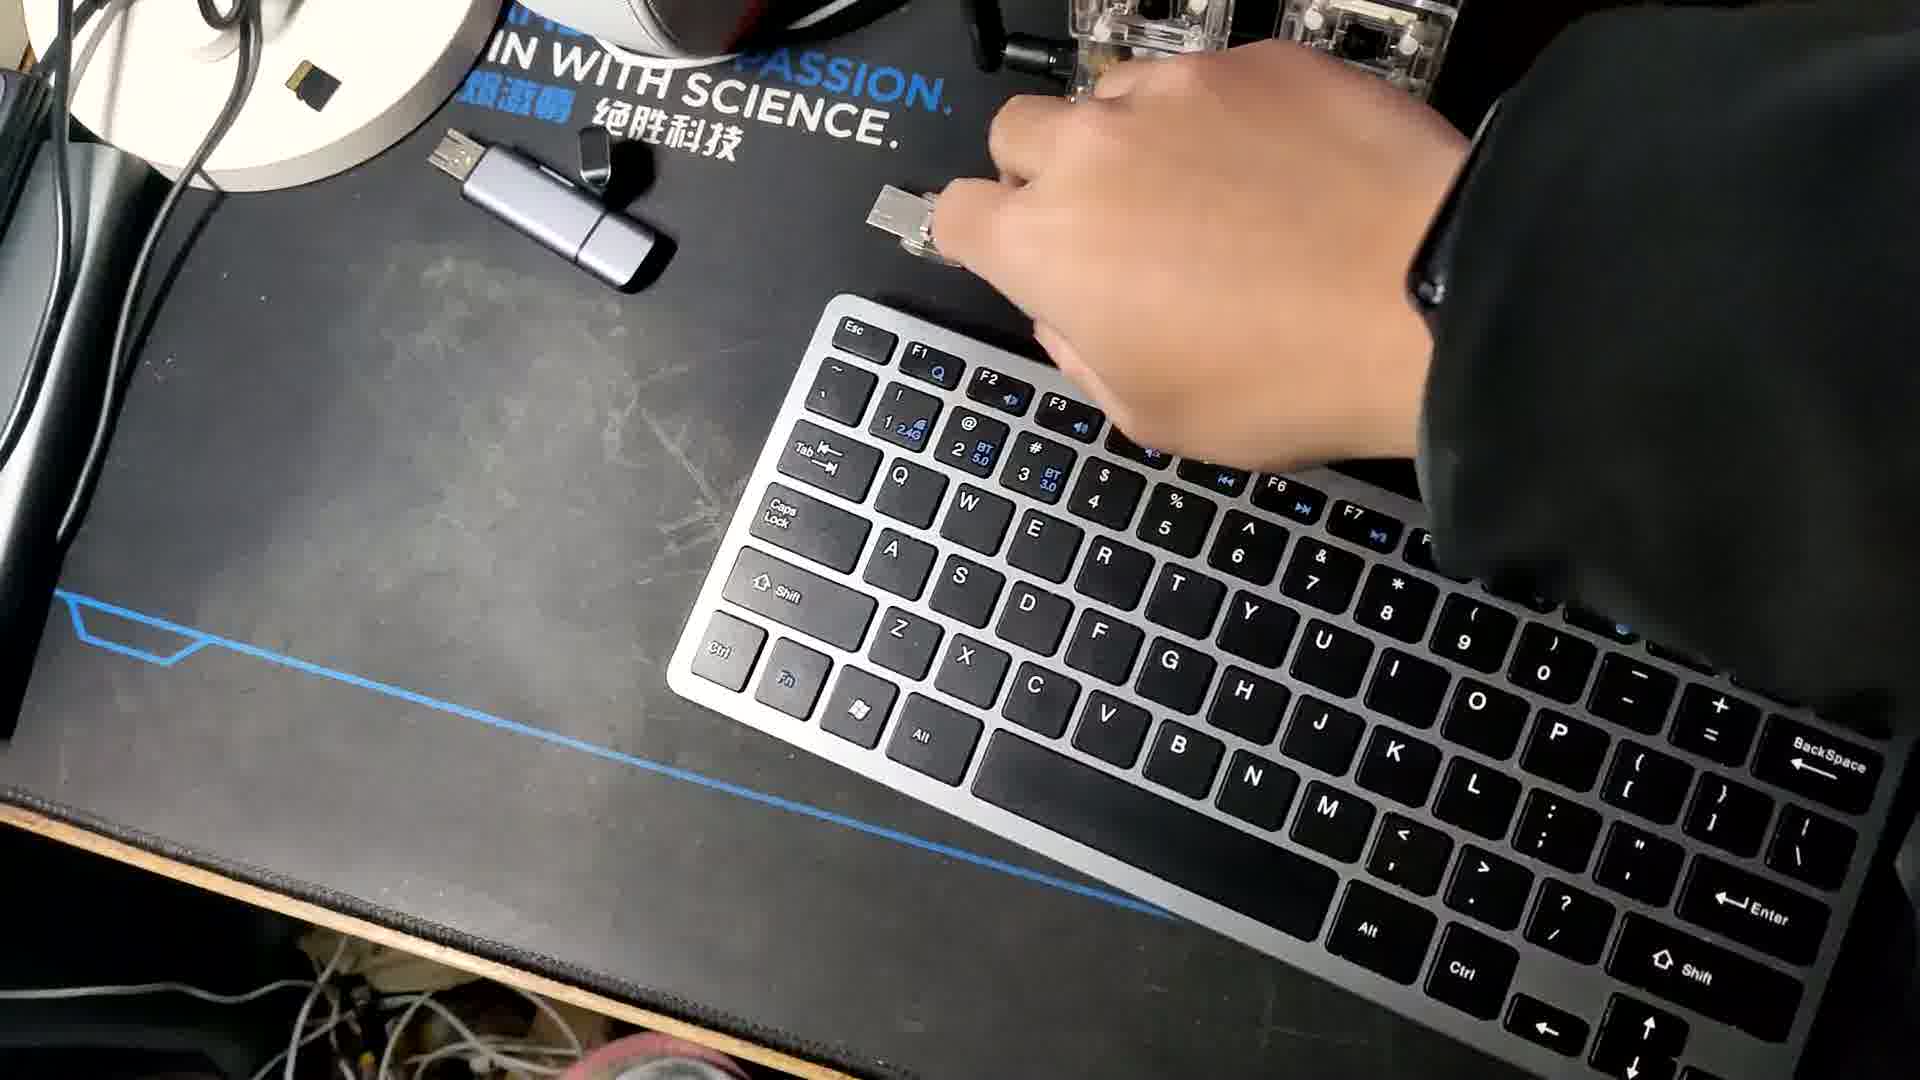 PASSION.
IN WITH SCIENCE.
绝胜科技
Esc
F1
F2
F3
F6
F7
~ `
! 1 2.4G
@ 2 BT 5.0
# 3 BT 3.0
$ 4
% 5
^ 6
& 7
* 8
( 9
) 0
— -
+ =
BackSpace
Tab
Q W E R T Y U I O P
{ [
} ]
| \
Caps Lock
A S D F G H J K L
: ;
" '
Enter
Shift
Z X C V B N M
< ,
> .
? /
Shift
Ctrl
Fn
Alt
Alt
Ctrl